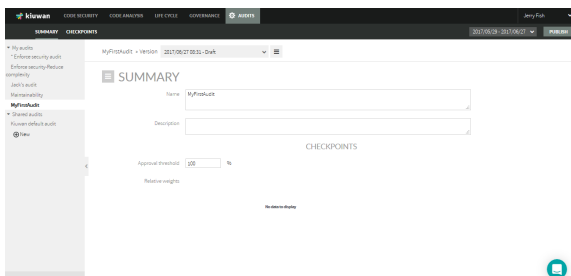 kiuwan CODE SECURITY CODE ANALYSIS LIFE CYCLE GOVERNANCE AUDITS Jerry Fish
SUMMARY CHECKPOINTS 2017/05/29 - 2017/06/27 PUBLISH
My audits
* Enforce security audit
Enforce security-Reduce
complexity
Jack's audit
Maintainability
MyFirstAudit
Shared audits
Kiuwan default audit
New
MyFirstAudit • Version 2017/06/27 00:31 - Draft
SUMMARY
Name MyFirstAudit
Description
CHECKPOINTS
Approval threshold 100 %
Relative weights
No data to display